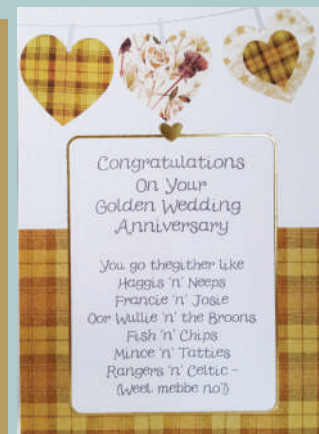 Congratulations
On Your
Golden Wedding
Anniversary
You go thegither like
Haggis 'n' Neeps
Francie 'n' Josie
Oor Wullie 'n' the Broons
Fish 'n' Chips
Mince 'n' Tatties
Rangers 'n' Celtic –
(Weel mebbe no'!)